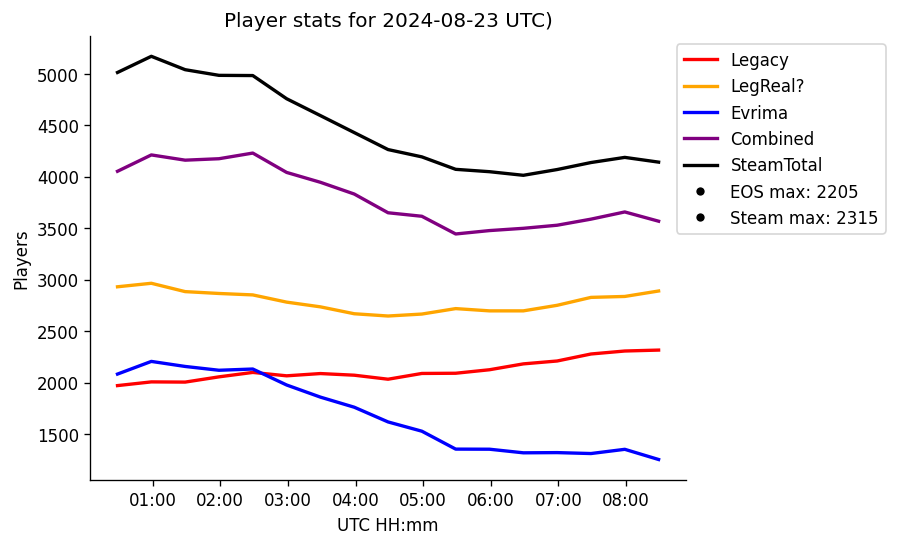 Player stats for 2024-08-23 UTC)
5000
4500
4000
3500
3000
2500
2000
1500
Players
01:00 02:00 03:00 04:00 05:00 06:00 07:00 08:00
UTC HH:mm
Legacy
LegReal?
Evrima
Combined
SteamTotal
EOS max: 2205
Steam max: 2315